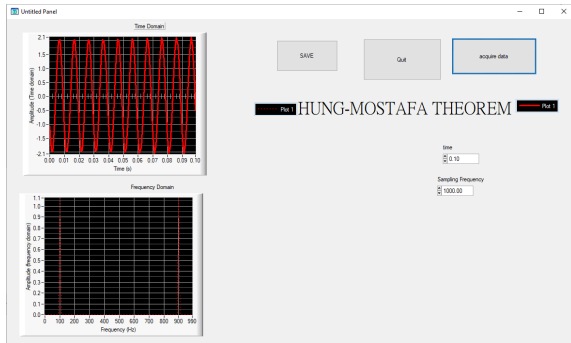 Untitled Panel
Time Domain
2.1
1.5
1.0
0.5
0.0
-0.5
-1.0
-1.5
-2.1
Amplitude (Time domain)
0.00 0.01 0.02 0.03 0.04 0.05 0.06 0.07 0.08 0.09 0.10
Time (s)
SAVE
Quit
acquire data
Plot 1
HUNG-MOSTAFA THEOREM
Plot 1
time
0.10
Sampling Frequency
1000.00
Frequency Domain
1.1
1.0
0.9
0.8
0.7
0.6
0.5
0.4
0.3
0.2
0.1
0.0
Amplitude (frequency domain)
0 100 200 300 400 500 600 700 800 900 990
Frequency (Hz)